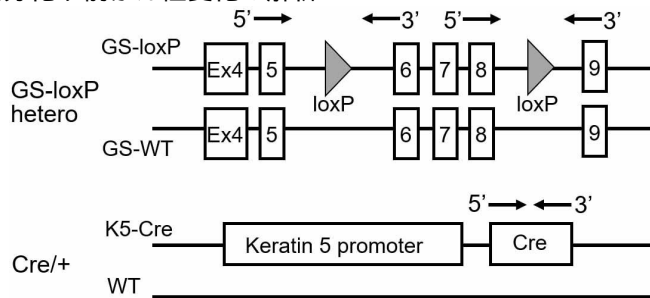 5’ 3’ 5’ 3’
GS-loxP
Ex4 5 6 7 8 9
loxP loxP
GS-loxP
hetero
Ex4 5 6 7 8 9
GS-WT
5’ 3’
K5-Cre
Keratin 5 promoter Cre
Cre/+
WT